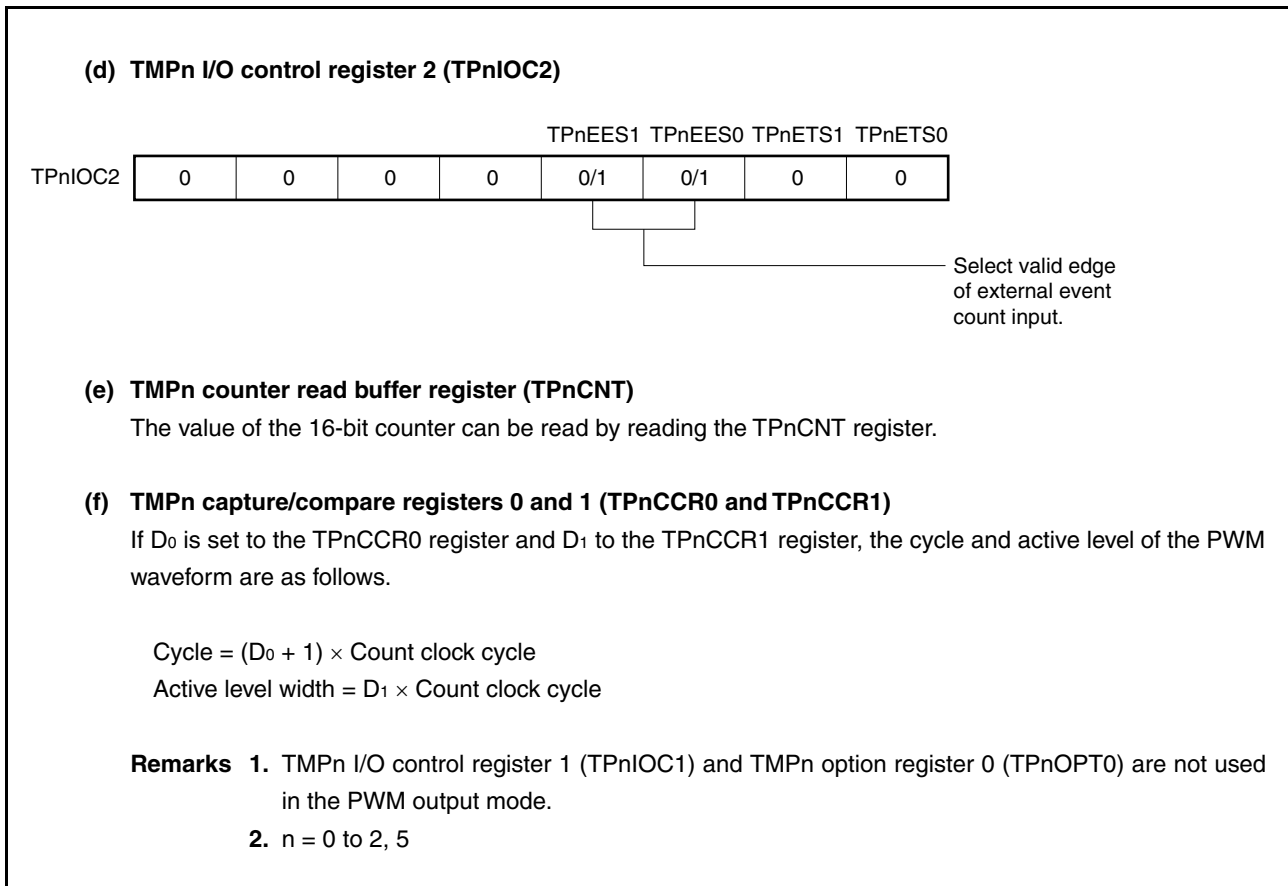 (d) TMPn I/O control register 2 (TPnIOC2)
TPnEES1 TPnEES0 TPnETS1 TPnETS0
TPnIOC2 0 0 0 0 0/1 0/1 0 0
Select valid edge
of external event
count input.
(e) TMPn counter read buffer register (TPnCNT)
The value of the 16-bit counter can be read by reading the TPnCNT register.
(f) TMPn capture/compare registers 0 and 1 (TPnCCR0 and TPnCCR1)
If D0 is set to the TPnCCR0 register and D1 to the TPnCCR1 register, the cycle and active level of the PWM
waveform are as follows.
Cycle = (D0 + 1) × Count clock cycle
Active level width = D1 × Count clock cycle
Remarks 1. TMPn I/O control register 1 (TPnIOC1) and TMPn option register 0 (TPnOPT0) are not used
in the PWM output mode.
2. n = 0 to 2, 5